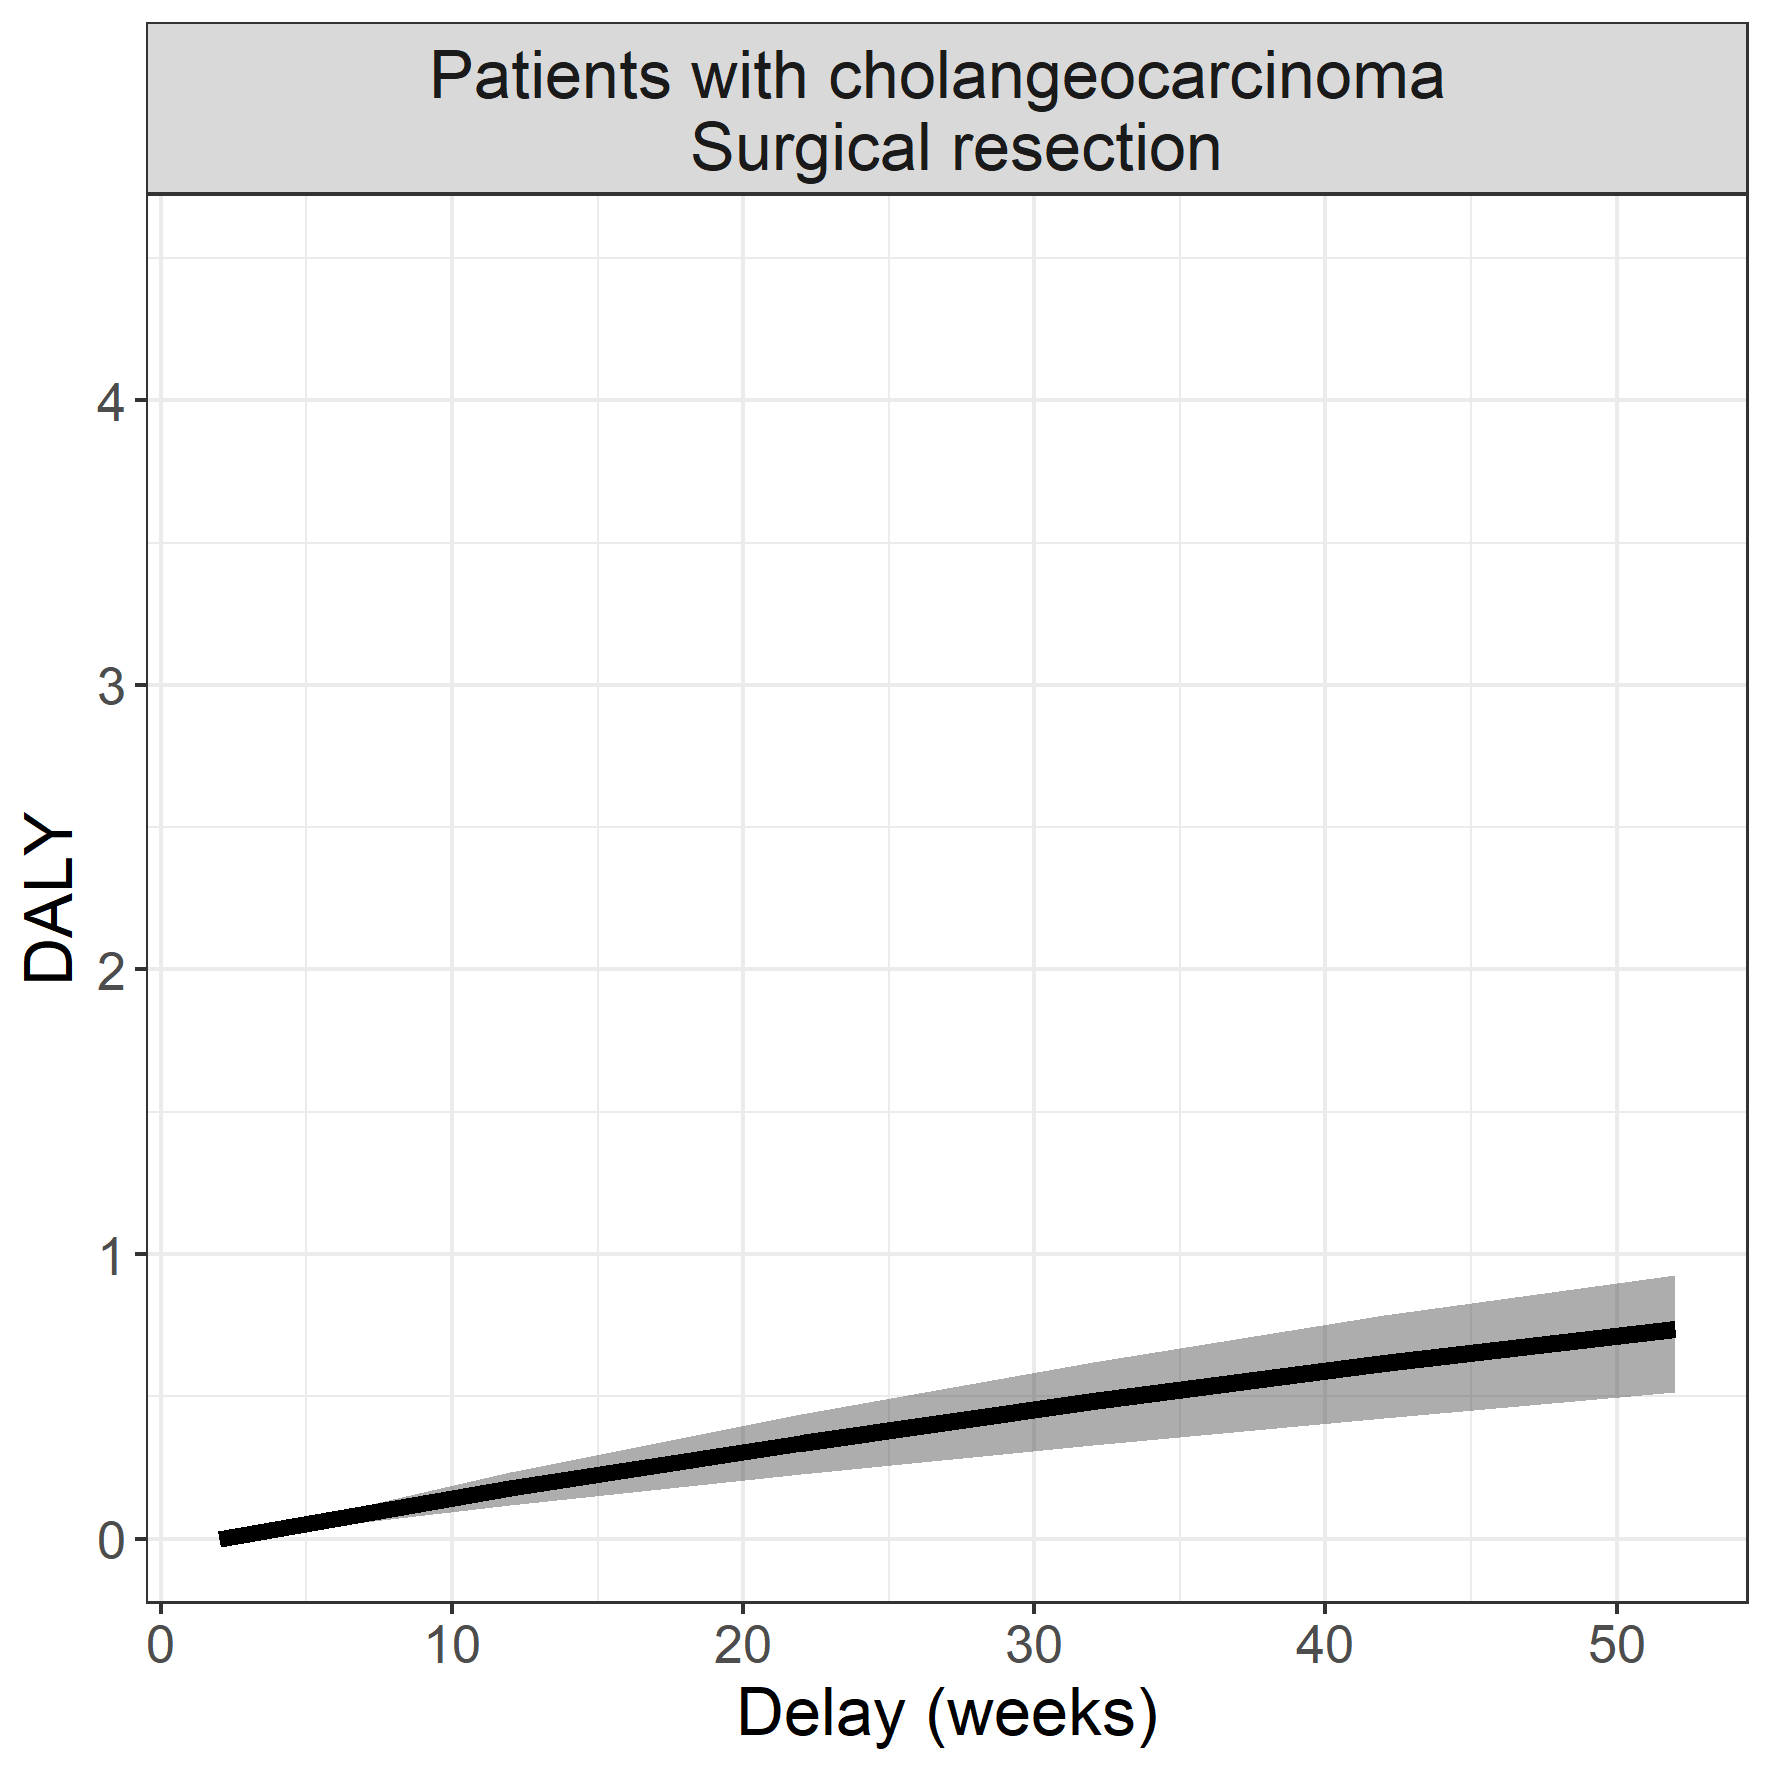 Patients with cholangeocarcinoma
Surgical resection
DALY
4
3
2
1
0
0 10 20 30 40 50
Delay (weeks)